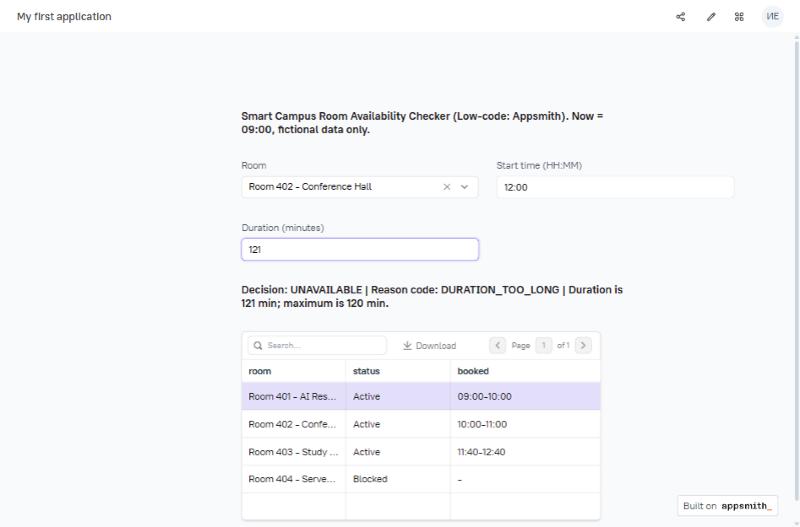 My first application
ИE
Smart Campus Room Availability Checker (Low-code: Appsmith). Now =
09:00, fictional data only.
Room
Start time (HH:MM)
Room 402 - Conference Hall
12:00
Duration (minutes)
121
Decision: UNAVAILABLE | Reason code: DURATION_TOO_LONG | Duration is
121 min; maximum is 120 min.
Search...
Download
Page 1 of 1
room status booked
Room 401 - AI Res... Active 09:00-10:00
Room 402 - Confe... Active 10:00-11:00
Room 403 - Study ... Active 11:40-12:40
Room 404 - Serve... Blocked -
Built on appsmith_